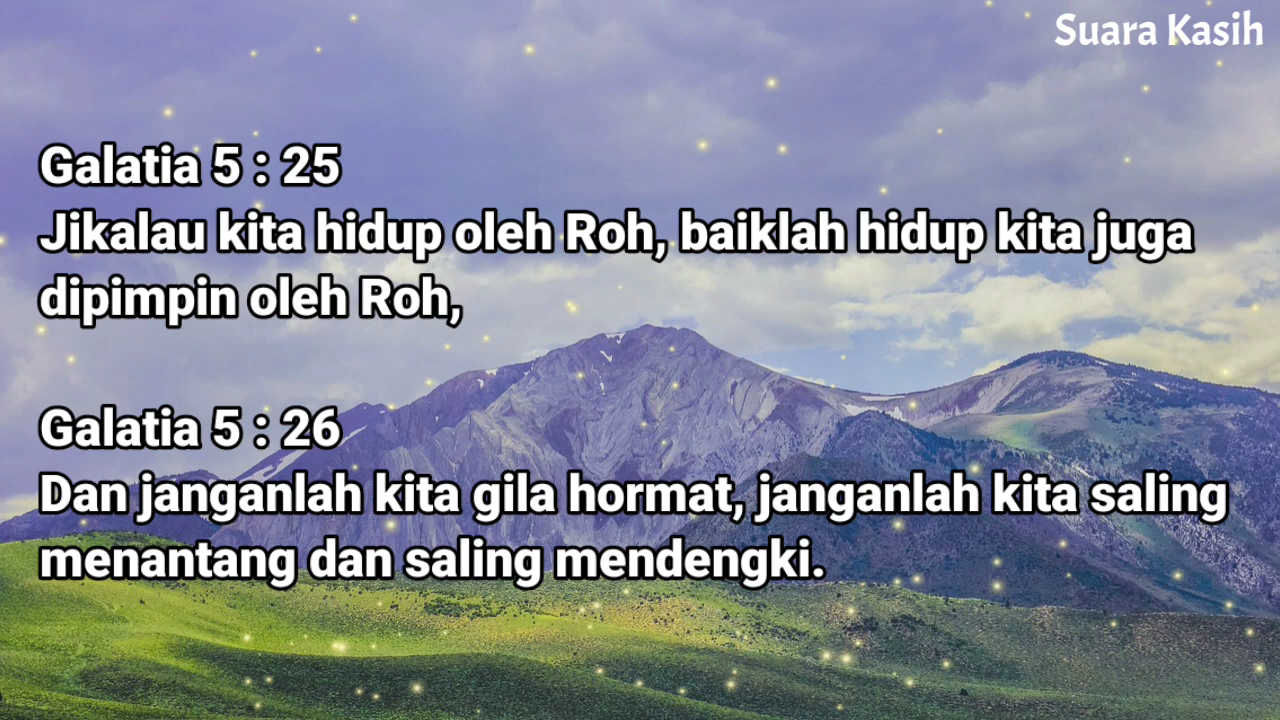 Suara Kasih
Galatia 5 : 25
Jikalau kita hidup oleh Roh, baiklah hidup kita juga
dipimpin oleh Roh,
Galatia 5 : 26
Dan janganlah kita gila hormat, janganlah kita saling
menantang dan saling mendengki.